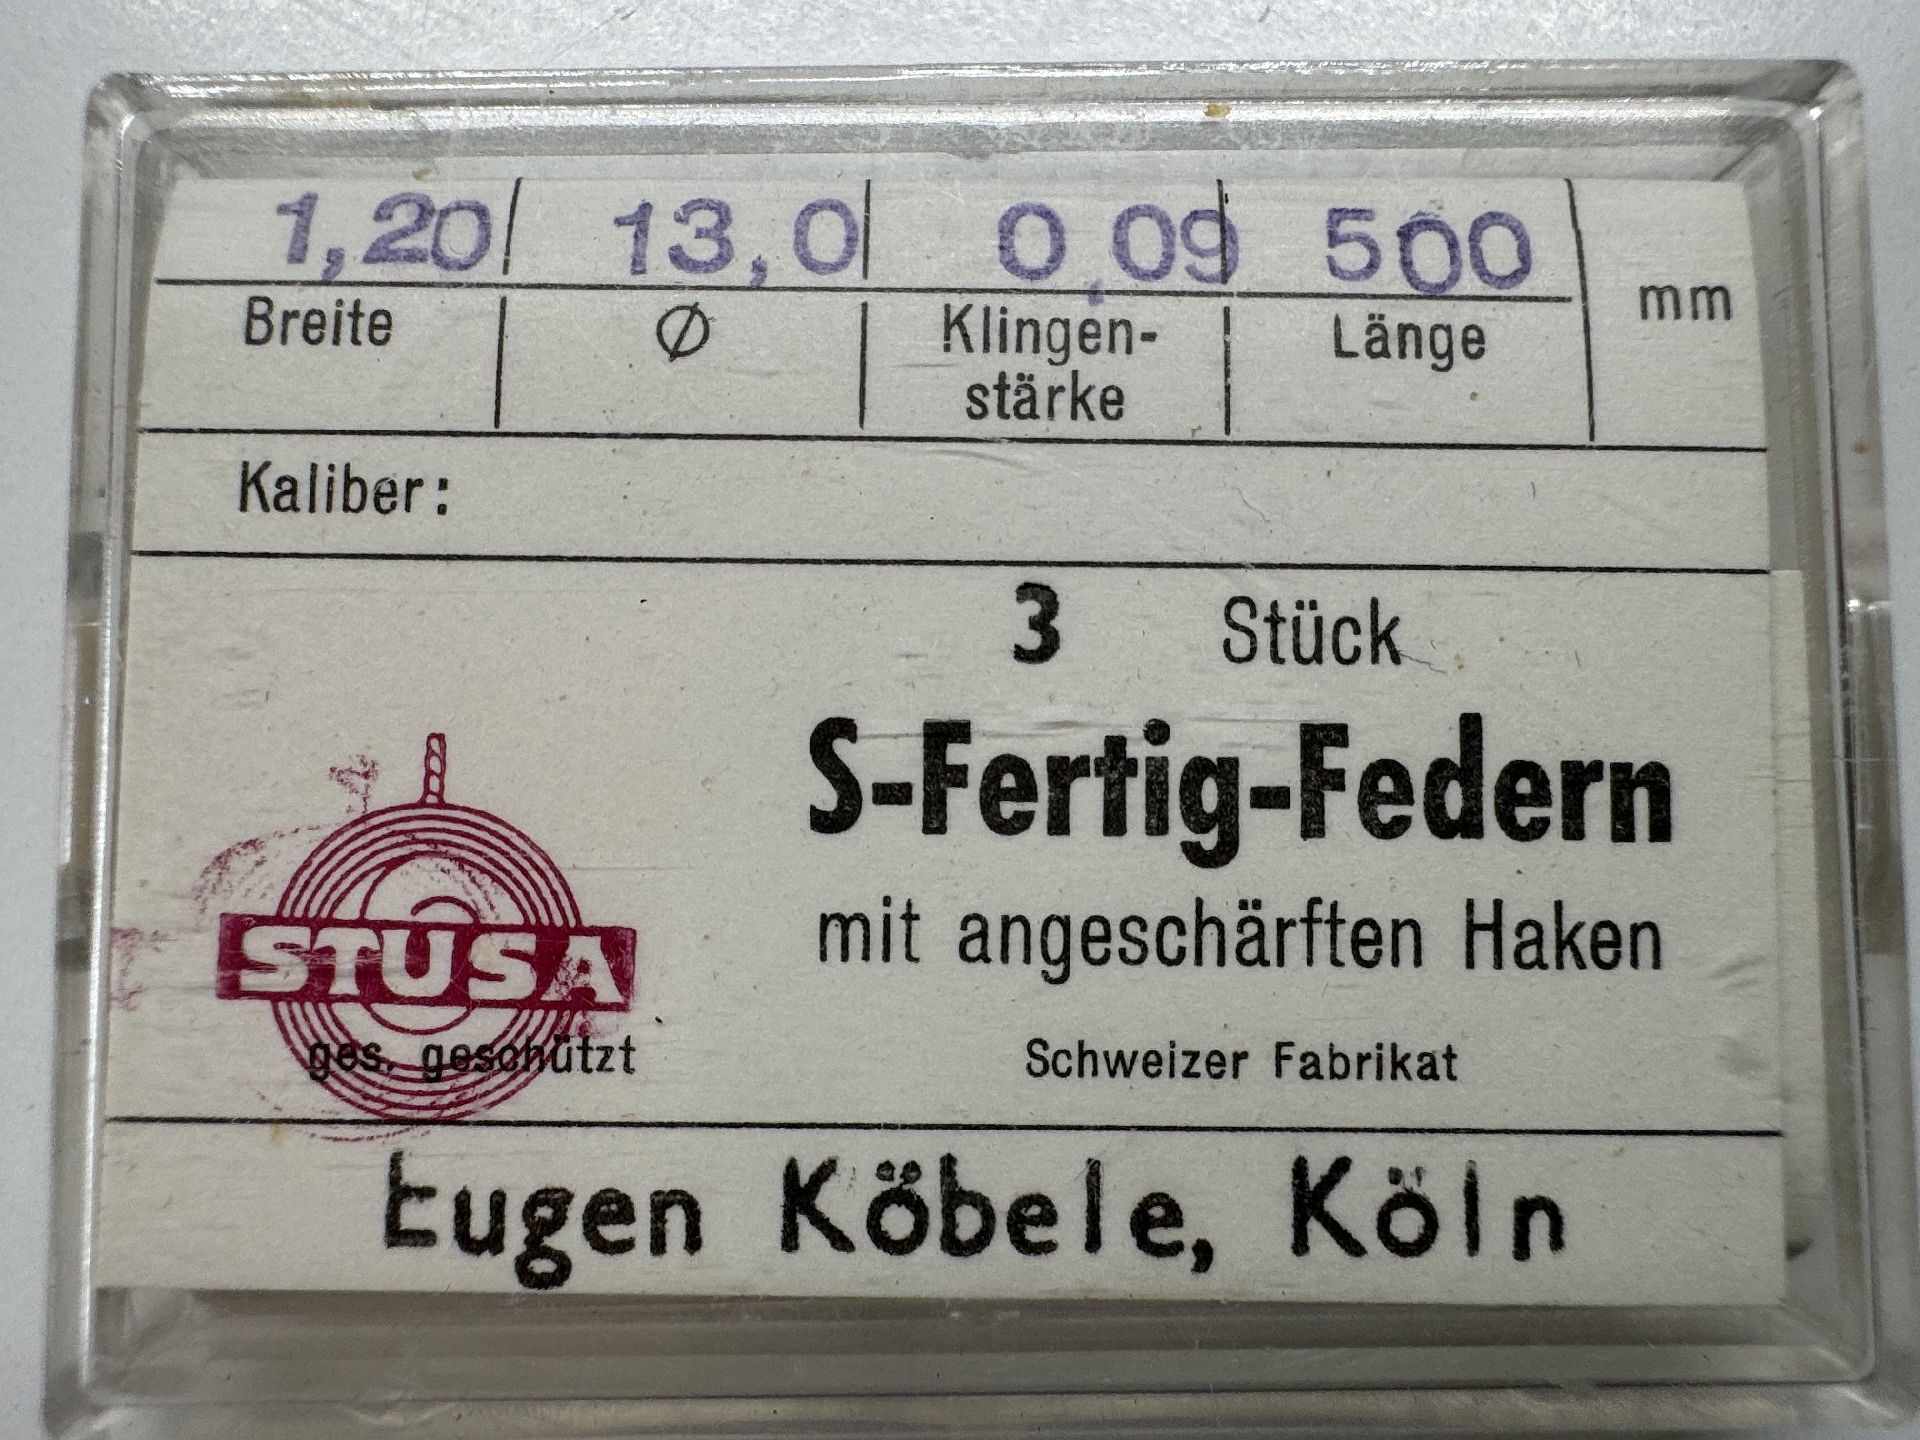 1,20 13,0 0,09 500
Breite Ø Klingen- Länge mm
stärke
Kaliber:
3 Stück
S-Fertig-Federn
mit angeschärften Haken
STUSA
ges. geschützt
Schweizer Fabrikat
Eugen Köbele, Köln